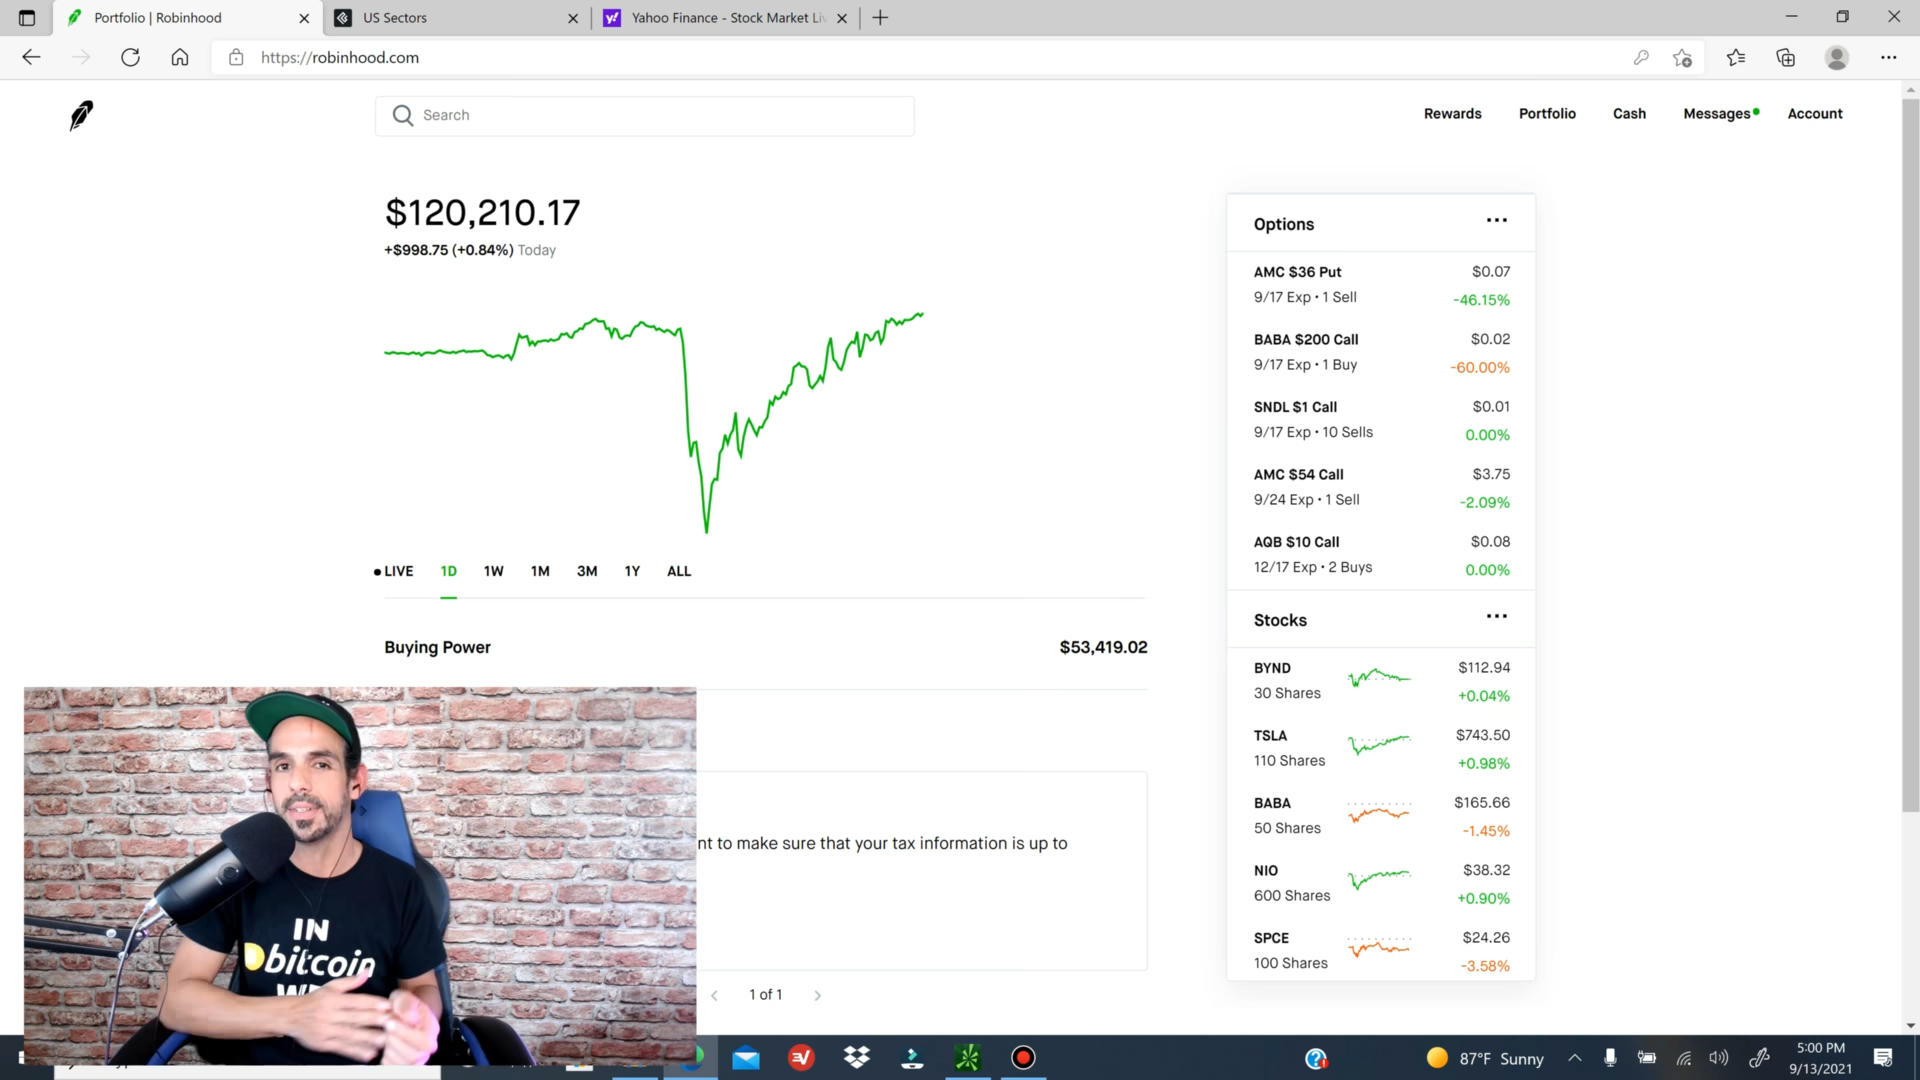 Portfolio | Robinhood
US Sectors
Yahoo Finance - Stock Market Liv
https://robinhood.com
Search
Rewards
Portfolio
Cash
Messages
Account
$120,210.17
+$998.75 (+0.84%) Today
LIVE
1D
1W
1M
3M
1Y
ALL
Buying Power
$53,419.02
nt to make sure that your tax information is up to
1 of 1
Options
AMC $36 Put
$0.07
9/17 Exp • 1 Sell
-46.15%
BABA $200 Call
$0.02
9/17 Exp • 1 Buy
-60.00%
SNDL $1 Call
$0.01
9/17 Exp • 10 Sells
0.00%
AMC $54 Call
$3.75
9/24 Exp • 1 Sell
-2.09%
AQB $10 Call
$0.08
12/17 Exp • 2 Buys
0.00%
Stocks
BYND
$112.94
30 Shares
+0.04%
TSLA
$743.50
110 Shares
+0.98%
BABA
$165.66
50 Shares
-1.45%
NIO
$38.32
600 Shares
+0.90%
SPCE
$24.26
100 Shares
-3.58%
IN
bitcoin
87°F Sunny
5:00 PM
9/13/2021